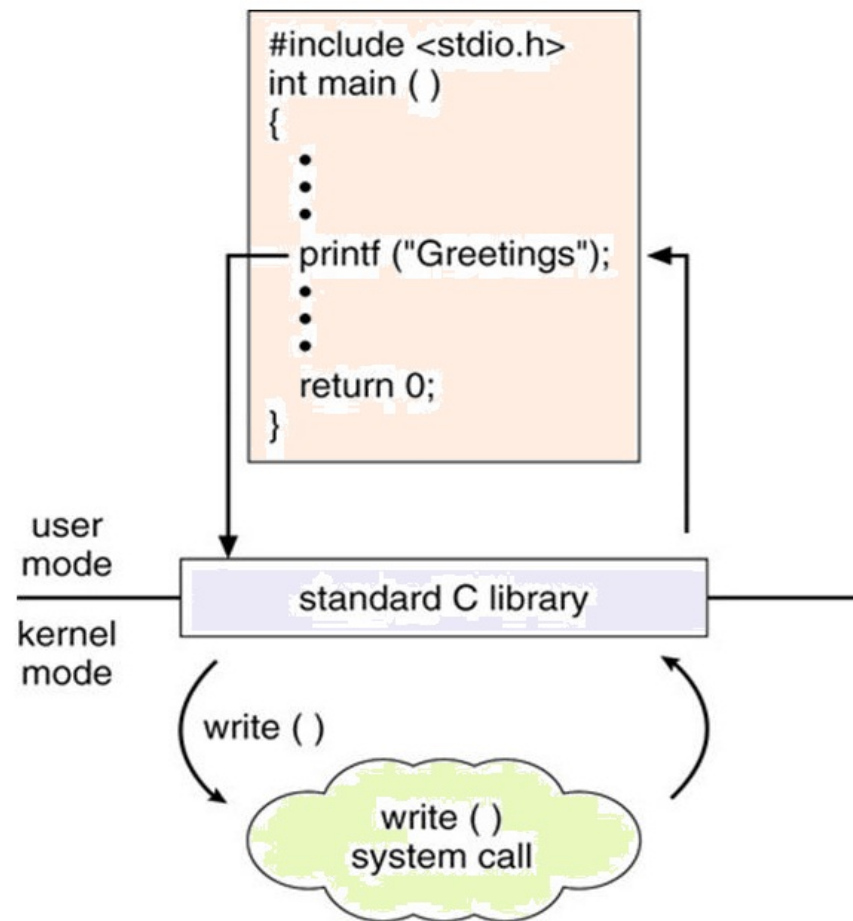 #include <stdio.h>
int main ( )
{
•
•
•
printf ("Greetings");
•
•
•
return 0;
}
user
mode
standard C library
kernel
mode
write ( )
write ( )
system call